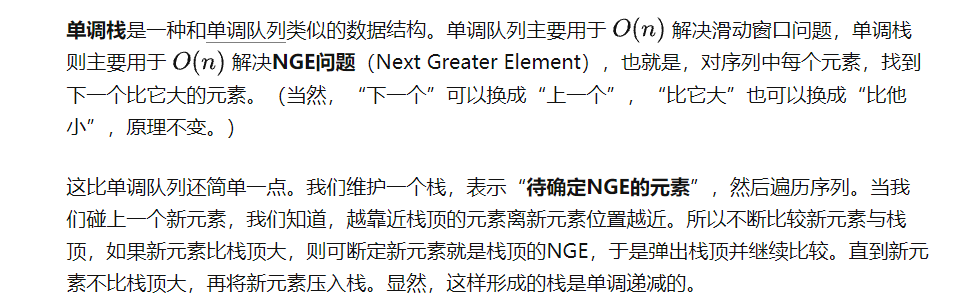 单调栈是一种和单调队列类似的数据结构。单调队列主要用于 O(n) 解决滑动窗口问题，单调栈
则主要用于 O(n) 解决NGE问题（Next Greater Element），也就是，对序列中每个元素，找到
下一个比它大的元素。（当然，“下一个”可以换成“上一个”，“比它大”也可以换成“比他
小”，原理不变。）
这比单调队列还简单一点。我们维护一个栈，表示“待确定NGE的元素”，然后遍历序列。当我
们碰上一个新元素，我们知道，越靠近栈顶的元素离新元素位置越近。所以不断比较新元素与栈
顶，如果新元素比栈顶大，则可断定新元素就是栈顶的NGE，于是弹出栈顶并继续比较。直到新元
素不比栈顶大，再将新元素压入栈。显然，这样形成的栈是单调递减的。